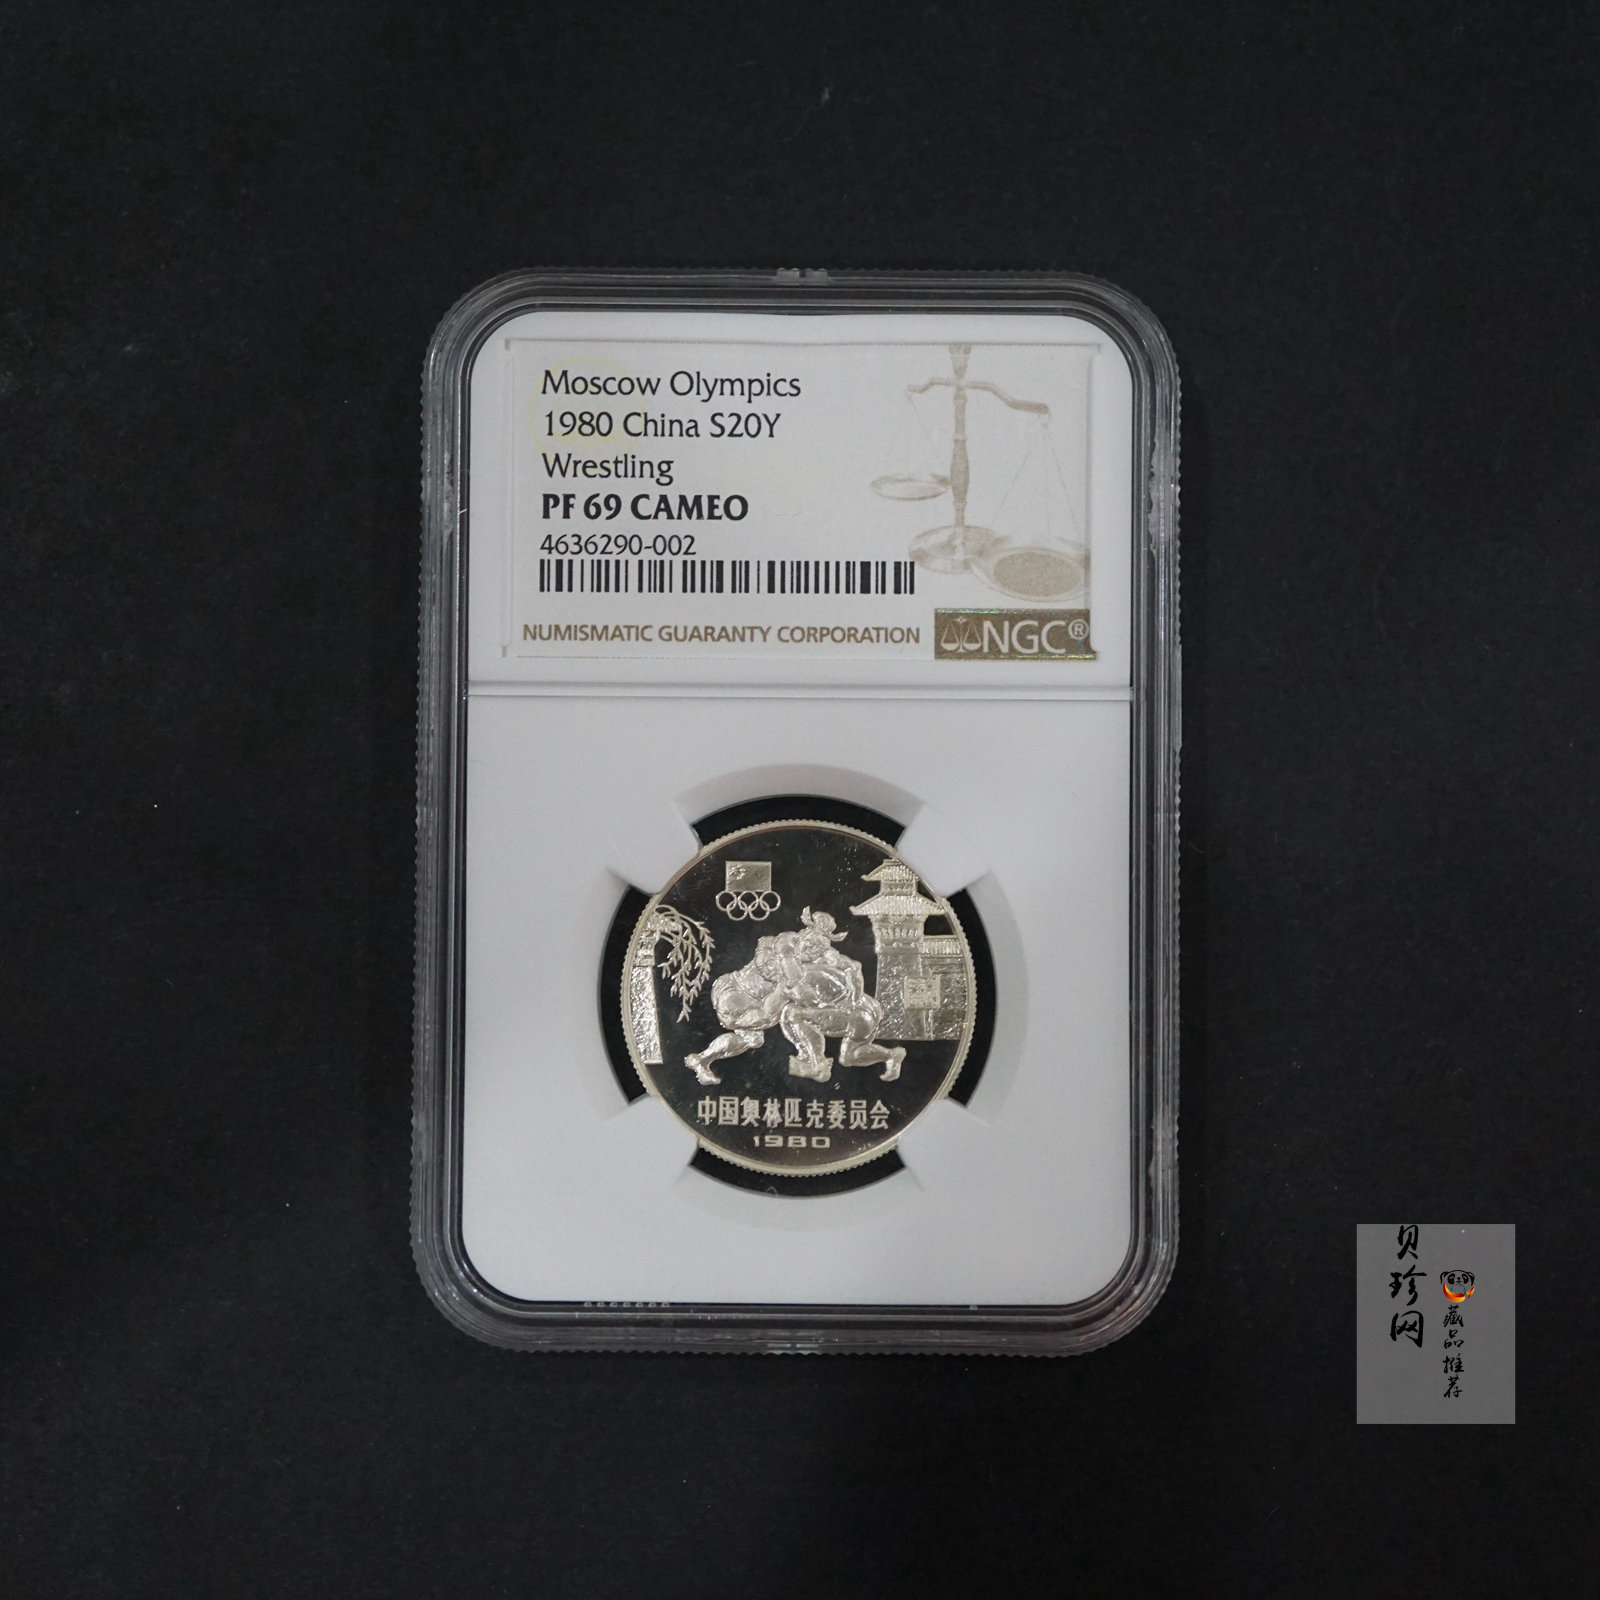 Moscow Olympics
1980 China S20Y
Wrestling
PF 69 CAMEO
4636290-002
NUMISMATIC GUARANTY CORPORATION
NGC®
中国奥林匹克委员会
1980
贝珍网
藏品推荐